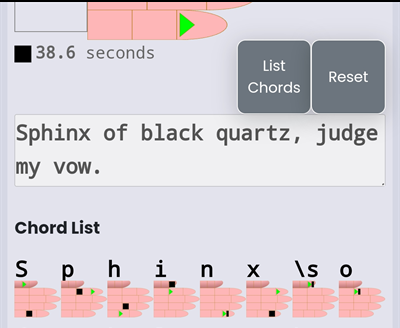 38.6 seconds
List
Chords
Reset
Sphinx of black quartz, judge
my vow.
Chord List
S p h i n x \s o